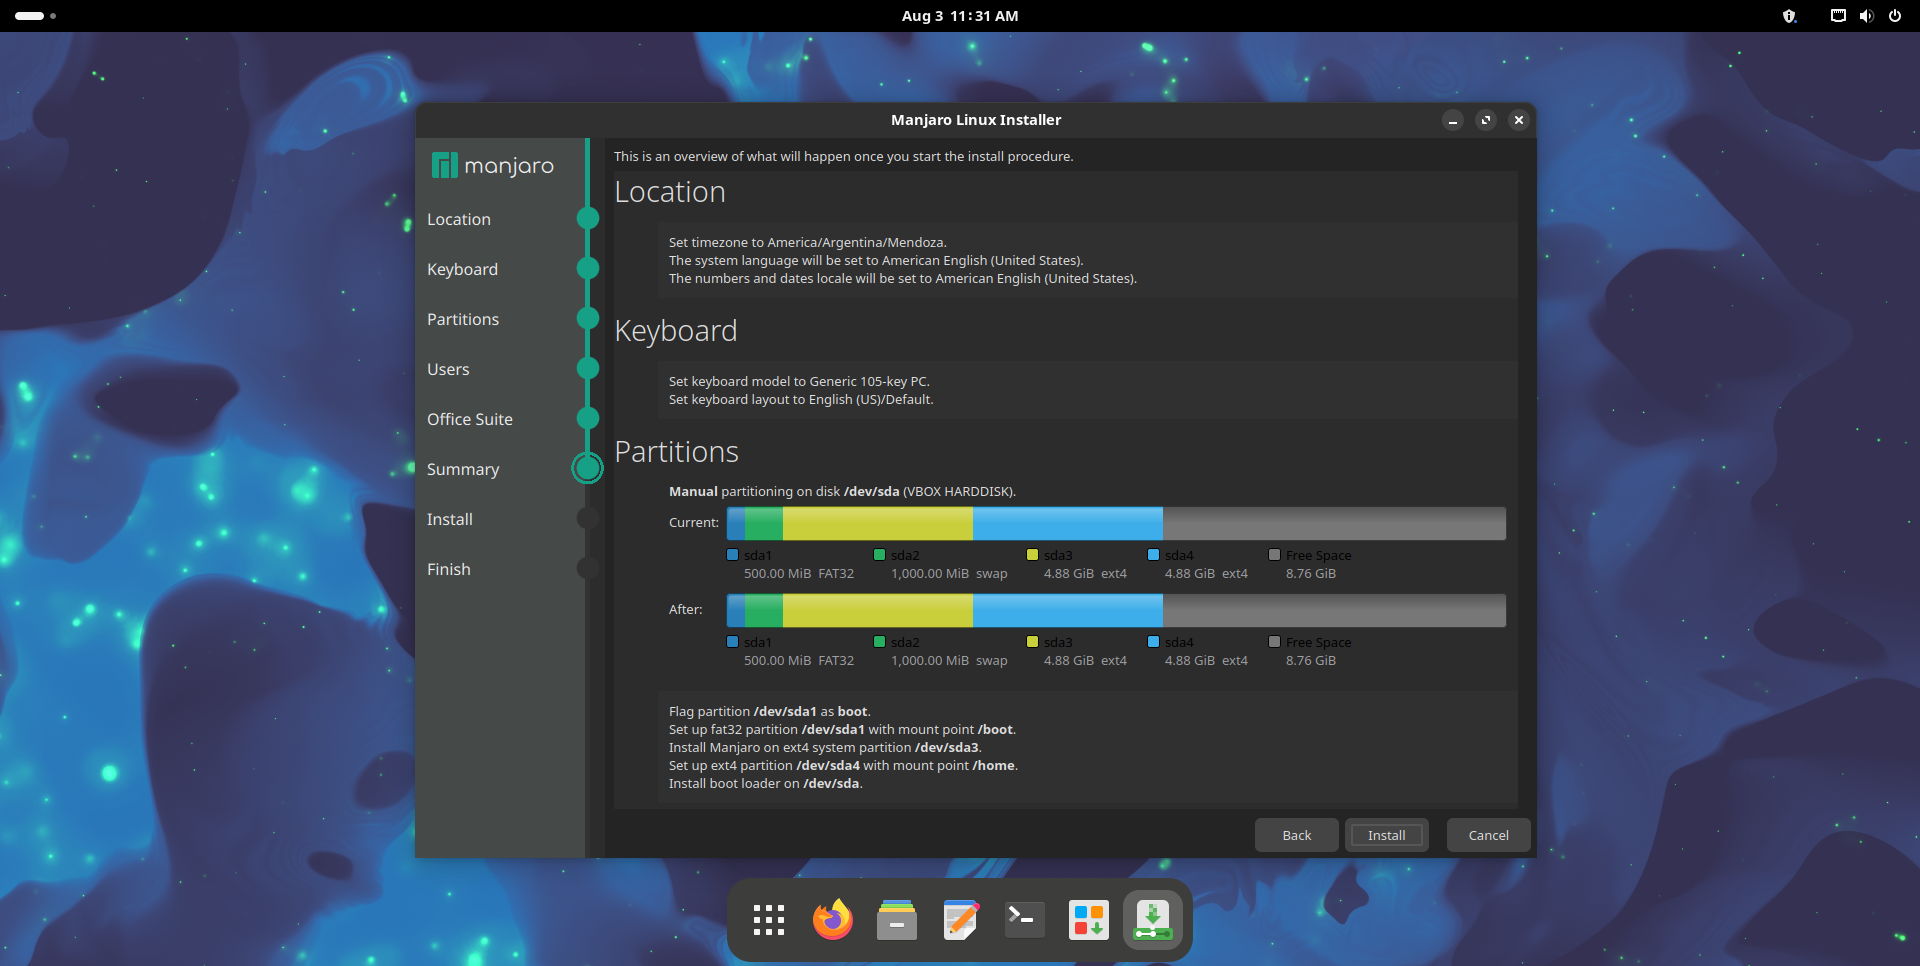 Aug 3 11:31 AM
Manjaro Linux Installer
manjaro
Location
Keyboard
Partitions
Users
Office Suite
Summary
Install
Finish
This is an overview of what will happen once you start the install procedure.
Location
Set timezone to America/Argentina/Mendoza.
The system language will be set to American English (United States).
The numbers and dates locale will be set to American English (United States).
Keyboard
Set keyboard model to Generic 105-key PC.
Set keyboard layout to English (US)/Default.
Partitions
Manual partitioning on disk /dev/sda (VBOX HARDDISK).
Current:
sda1 sda2 sda3 sda4 Free Space
500.00 MiB FAT32 1,000.00 MiB swap 4.88 GiB ext4 4.88 GiB ext4 8.76 GiB
After:
sda1 sda2 sda3 sda4 Free Space
500.00 MiB FAT32 1,000.00 MiB swap 4.88 GiB ext4 4.88 GiB ext4 8.76 GiB
Flag partition /dev/sda1 as boot.
Set up fat32 partition /dev/sda1 with mount point /boot.
Install Manjaro on ext4 system partition /dev/sda3.
Set up ext4 partition /dev/sda4 with mount point /home.
Install boot loader on /dev/sda.
Back Install Cancel